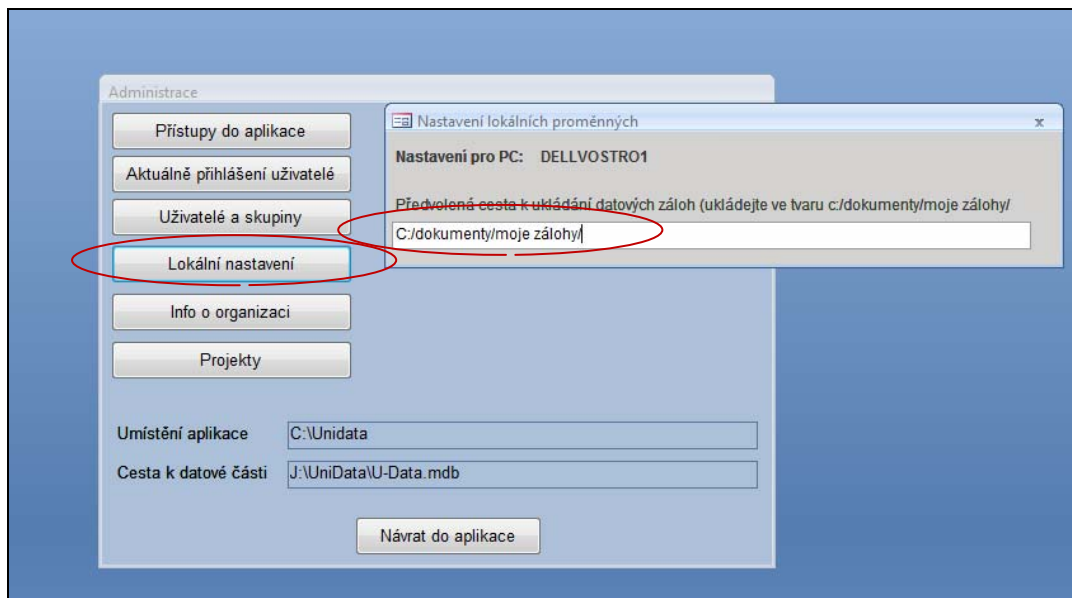 Administrace
Přístupy do aplikace
Aktuálně přihlášení uživatelé
Uživatelé a skupiny
Lokální nastavení
Info o organizaci
Projekty
Nastavení lokálních proměnných
x
Nastavení pro PC: DELLVOSTRO1
Předvolená cesta k ukládání datových záloh (ukládejte ve tvaru c:/dokumenty/moje zálohy/
C:/dokumenty/moje zálohy/
Umístění aplikace C:\Unidata
Cesta k datové části J:\UniData\U-Data.mdb
Návrat do aplikace